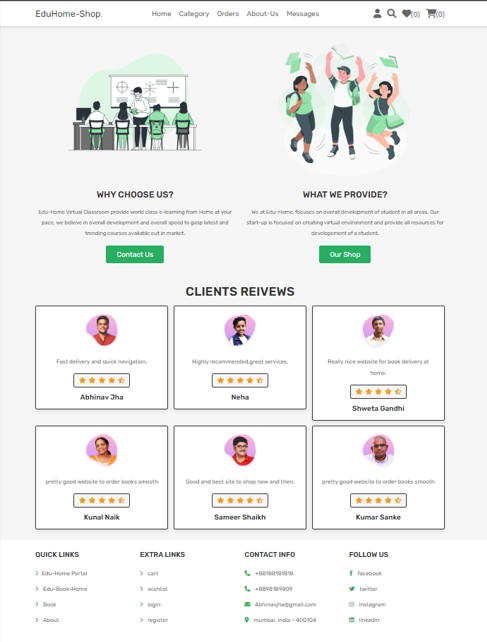 EduHome-Shop.
Home Category Orders About-Us Messages
(0) (0)
WHY CHOOSE US?
Edu-Home Virtual Classroom provide world class e-learning from Home at your
pace, we believe in overall development and overall speed to gasp latest and
trending courses available out in market.
Contact Us
WHAT WE PROVIDE?
We at Edu-Home, focuses on overall development of student in all areas. Our
start-up is focused on creating virtual environment and provide all resources for
development of a student.
Our Shop
CLIENTS REIVEWS
Fast delivery and quick navigation.
Abhinav Jha
Highly recommended,great services.
Neha
Really nice website for book delivery at
home.
Shweta Gandhi
pretty good website to order books smooth
Kunal Naik
Good and best site to shop now and then.
Sameer Shaikh
pretty good website to order books smooth
Kumar Sanke
QUICK LINKS
Edu-Home Portal
Edu-Book-Home
Book
About
EXTRA LINKS
cart
wishlist
login
register
CONTACT INFO
+88188181818
+8898189809
Abhinavjha@gmail.com
mumbai, india - 400104
FOLLOW US
facebook
twitter
instagram
linkedin